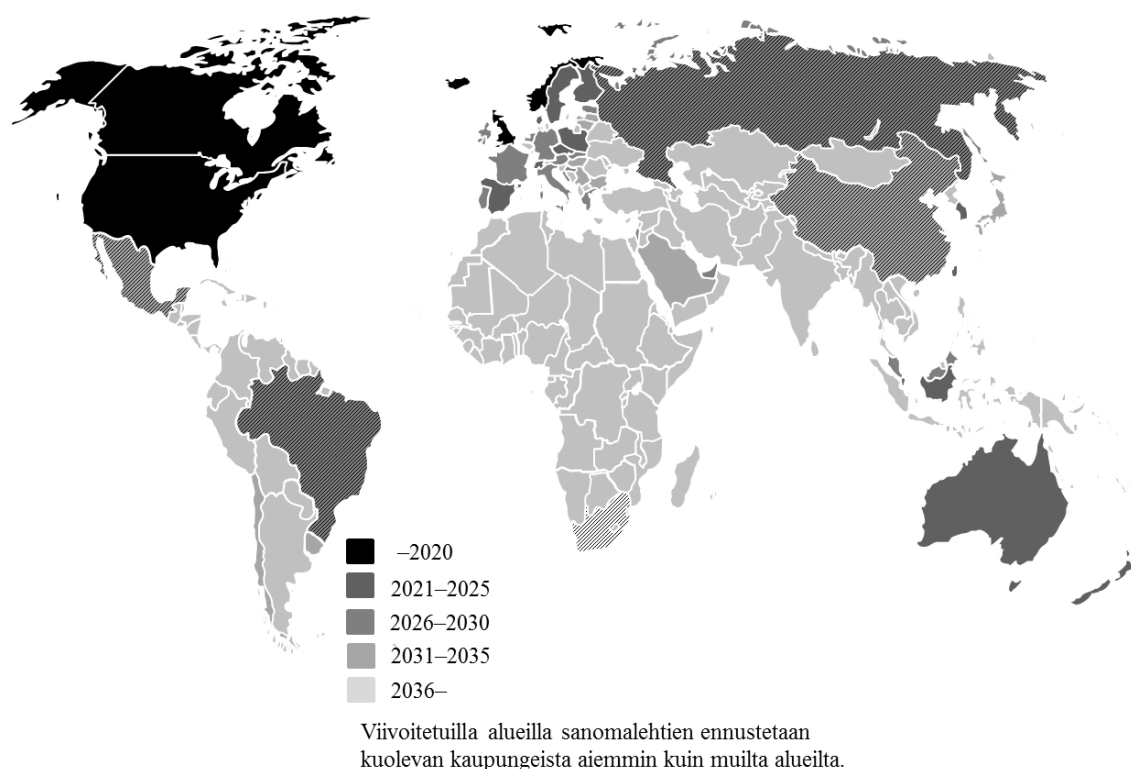 –2020
2021–2025
2026–2030
2031–2035
2036–
Viivoitetuilla alueilla sanomalehtien ennustetaan
kuolevan kaupungeista aiemmin kuin muilta alueilta.